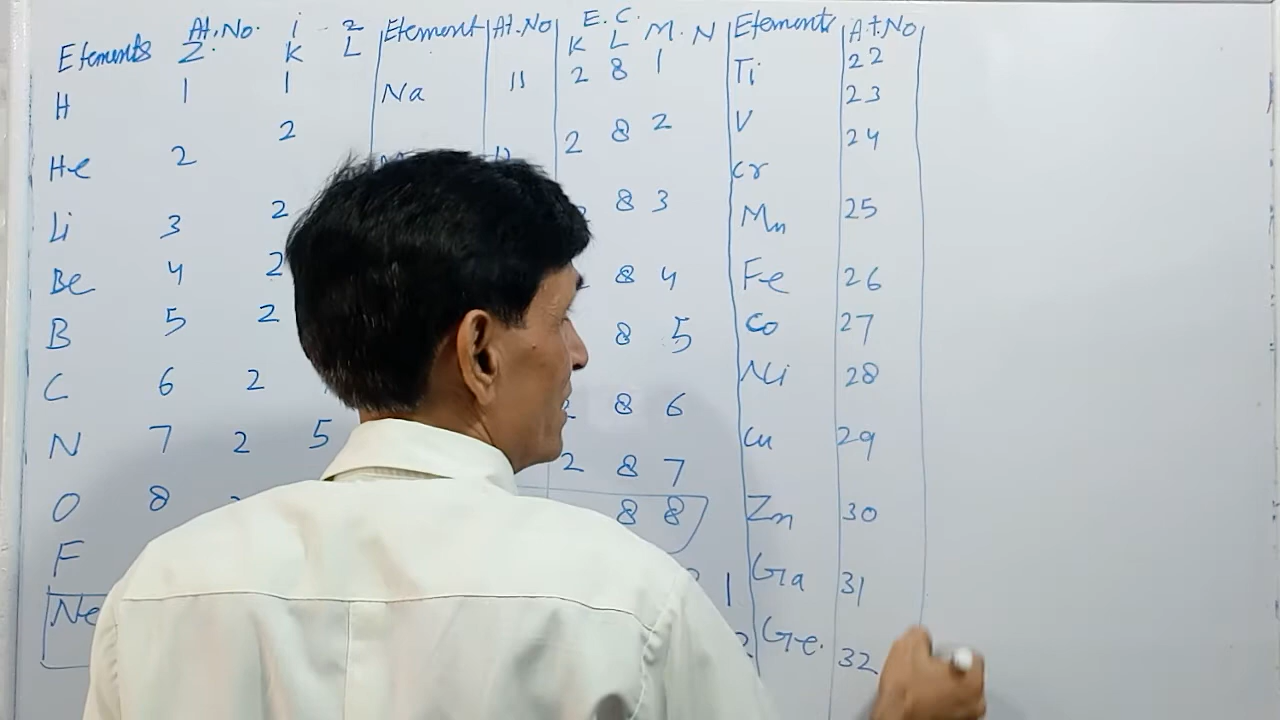 Elements At.No. Z. 1 K - 2 L Element At.No E.C. K L M. N Elements At.No
H 1 1 Na 11 2 8 1 Ti 22
He 2 2 12 2 8 2 V 23
Li 3 2 8 3 Cr 24
Be 4 2 8 4 Mn 25
B 5 2 8 5 Fe 26
C 6 2 8 6 Co 27
N 7 2 5 2 8 7 Ni 28
O 8 8 8 Cu 29
F 1 Zn 30
Ne Ga 31
Ge. 32